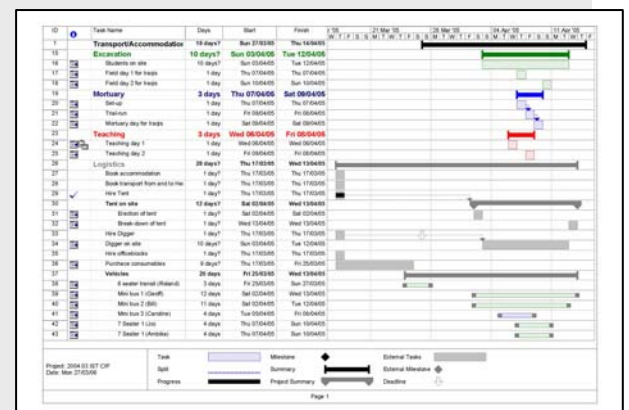 ID Task Name Days Start Finish '05 21 Mar '05 28 Mar '05 04 Apr '05 11 Apr '05
W T F S S M T W T F S S M T W T F S S M T W T F S S M T W T F
1 Transport/Accommodation 19 days? Sun 27/03/05 Thu 14/04/05
15 Excavation 10 days? Sun 03/04/05 Tue 12/04/05
16 Students on site 10 days? Sun 03/04/05 Tue 12/04/05
17 Field day 1 for Iraqis 1 day Thu 07/04/05 Thu 07/04/05
18 Field day 2 for Iraqis 1 day Sun 10/04/05 Sun 10/04/05
19 Mortuary 3 days Thu 07/04/05 Sat 09/04/05
20 Set-up 1 day Thu 07/04/05 Thu 07/04/05
21 Trial-run 1 day Fri 08/04/05 Fri 08/04/05
22 Mortuary day for Iraqis 1 day Sat 09/04/05 Sat 09/04/05
23 Teaching 3 days Wed 06/04/05 Fri 08/04/05
24 Teaching day 1 1 day Wed 06/04/05 Wed 06/04/05
25 Teaching day 2 1 day Fri 08/04/05 Fri 08/04/05
26 Logistics 28 days? Thu 17/03/05 Wed 13/04/05
27 Book accommodation 1 day? Thu 17/03/05 Thu 17/03/05
28 Book transport from and to 1 day? Thu 17/03/05 Thu 17/03/05
29 Hire Tent 1 day? Thu 17/03/05 Thu 17/03/05
30 Tent on site 12 days? Sat 02/04/05 Wed 13/04/05
31 Erection of tent 1 day? Sat 02/04/05 Sat 02/04/05
32 Break-down of tent 1 day? Wed 13/04/05 Wed 13/04/05
33 Hire Digger 1 day? Thu 17/03/05 Thu 17/03/05
34 Digger on site 10 days? Sun 03/04/05 Tue 12/04/05
35 Hire officeblocks 1 day? Thu 17/03/05 Thu 17/03/05
36 Purchase consumables 9 days? Thu 17/03/05 Fri 25/03/05
37 Vehicles 20 days Fri 25/03/05 Wed 13/04/05
38 6 seater transit (Roland) 3 days Fri 25/03/05 Sun 27/03/05
39 Mini bus 1 (Geoff) 12 days Sat 02/04/05 Wed 13/04/05
40 Mini bus 2 (Bill) 11 days Sat 02/04/05 Tue 12/04/05
41 Mini bus 3 (Caroline) 4 days Tue 05/04/05 Fri 08/04/05
42 7 Seater 1 (Jo) 4 days Thu 07/04/05 Sun 10/04/05
43 7 Seater 1 (Ambika) 4 days Thu 07/04/05 Sun 10/04/05
Project: 2004 03 IST CIP
Date: Mon 27/03/06
Task Milestone External Tasks
Split Summary External Milestone
Progress Project Summary Deadline
Page 1